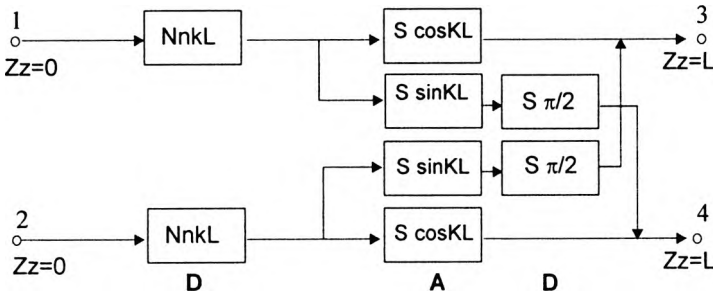 1 3
NnkL S cosKL
Zz=0 Zz=L
S sinKL S π/2
S sinKL S π/2
2 4
NnkL S cosKL
Zz=0 Zz=L
D A D